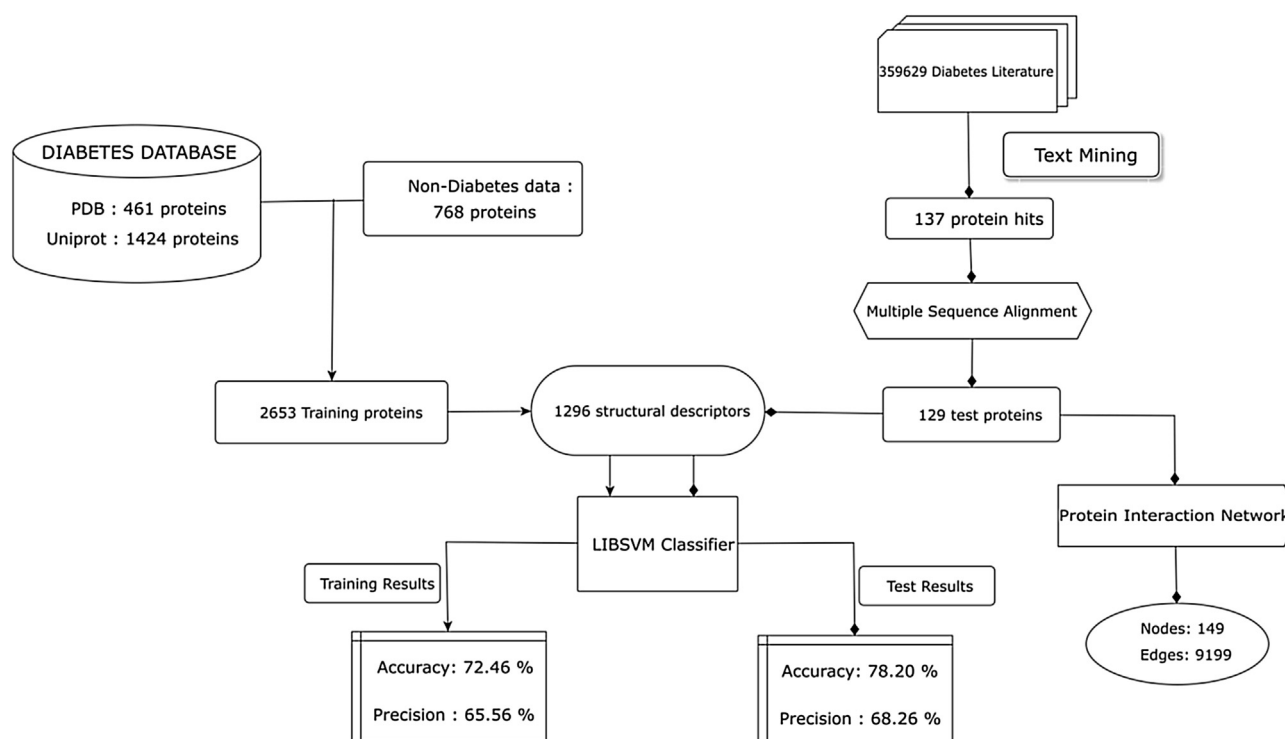 359629 Diabetes Literature
Text Mining
DIABETES DATABASE
PDB : 461 proteins
Uniprot : 1424 proteins
Non-Diabetes data :
768 proteins
137 protein hits
Multiple Sequence Alignment
2653 Training proteins
1296 structural descriptors
129 test proteins
Protein Interaction Network
LIBSVM Classifier
Training Results
Test Results
Nodes: 149
Edges: 9199
Accuracy: 72.46 %
Precision : 65.56 %
Accuracy: 78.20 %
Precision : 68.26 %